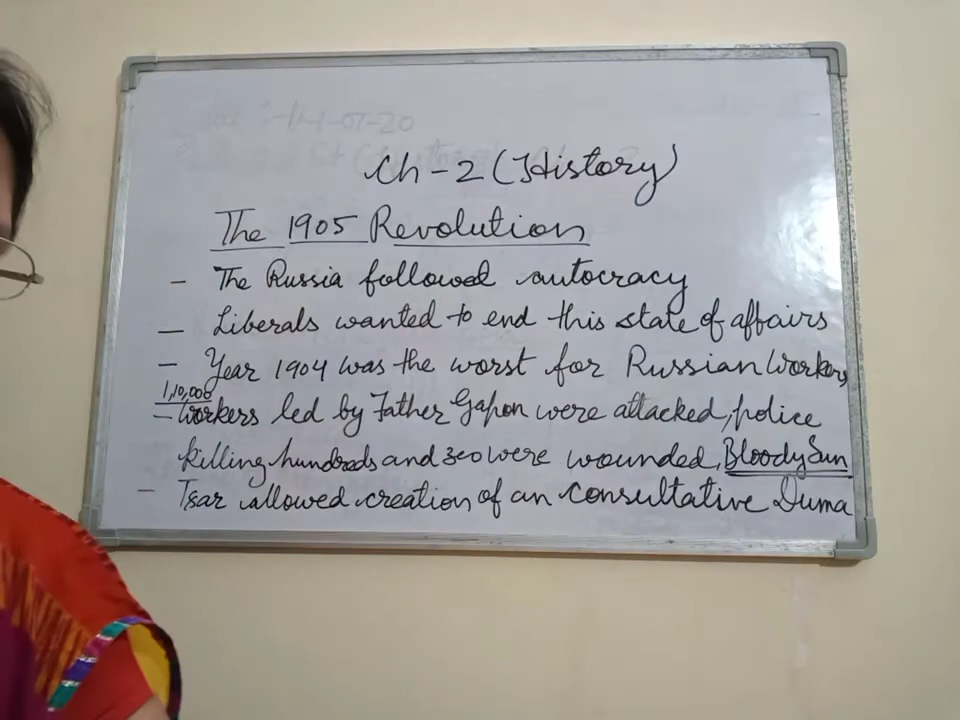 Ch - 2 (History)
The 1905 Revolution
- The Russia followed autocracy
- Liberals wanted to end this state of affairs
- Year 1904 was the worst for Russian Workers
1,10,000
- Workers led by Father Gapon were attacked, police
killing hundreds and 300 were wounded, Bloody Sun
- Tsar allowed creation of an consultative Duma